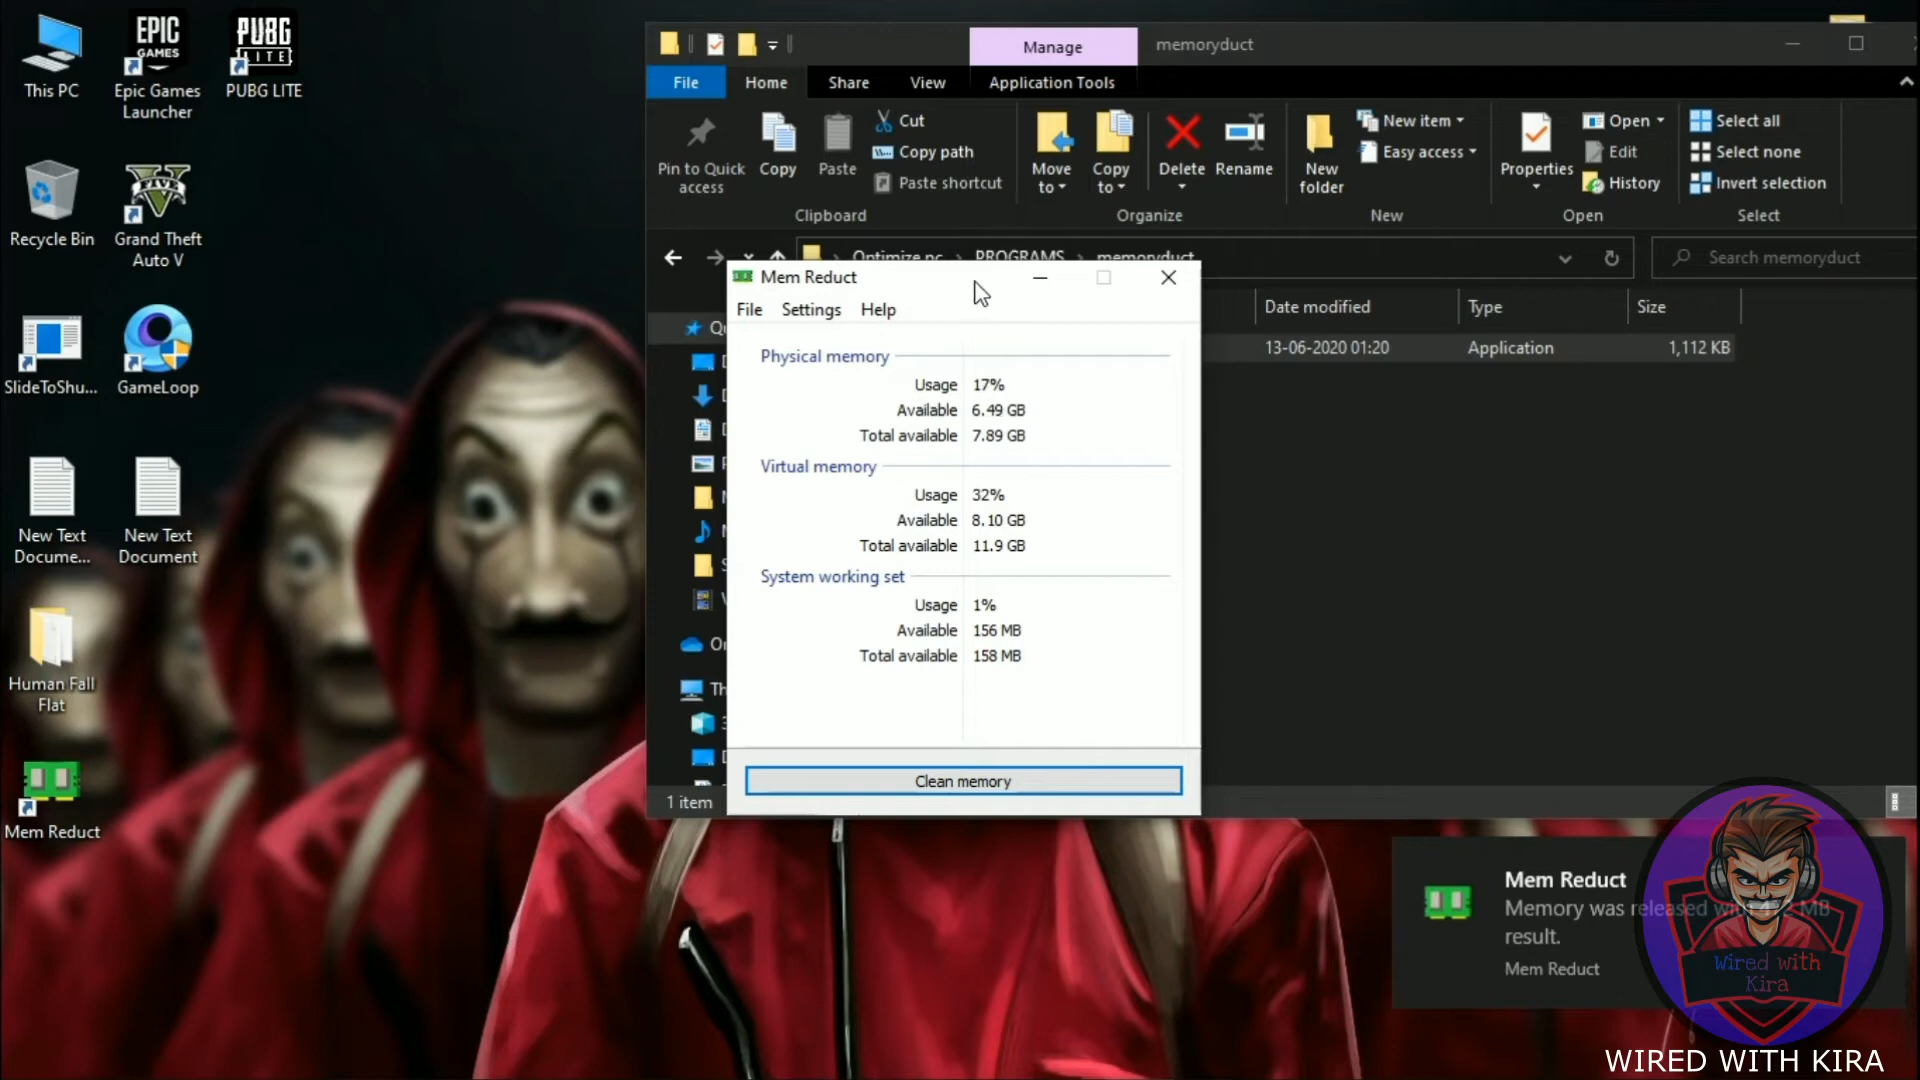 This PC
EPIC
GAMES
Epic Games
Launcher
PUBG
LITE
PUBG LITE
Recycle Bin
FIVE
Grand Theft
Auto V
SlideToShu...
GameLoop
New Text
Docume...
New Text
Document
Human Fall
Flat
Mem Reduct
Manage
memoryduct
File
Home
Share
View
Application Tools
Pin to Quick
access
Copy
Paste
Cut
Copy path
Paste shortcut
Clipboard
Move
to
Copy
to
Delete
Rename
Organize
New
folder
New item
Easy access
New
Properties
Open
Edit
History
Open
Select all
Select none
Invert selection
Select
Optimize pc
PROGRAMS
memoryduct
Search memoryduct
Date modified
Type
Size
13-06-2020 01:20
Application
1,112 KB
1 item
Mem Reduct
File
Settings
Help
Physical memory
Usage 17%
Available 6.49 GB
Total available 7.89 GB
Virtual memory
Usage 32%
Available 8.10 GB
Total available 11.9 GB
System working set
Usage 1%
Available 156 MB
Total available 158 MB
Clean memory
Mem Reduct
Memory was released with MB
result.
Mem Reduct
Wired with
Kira
WIRED WITH KIRA